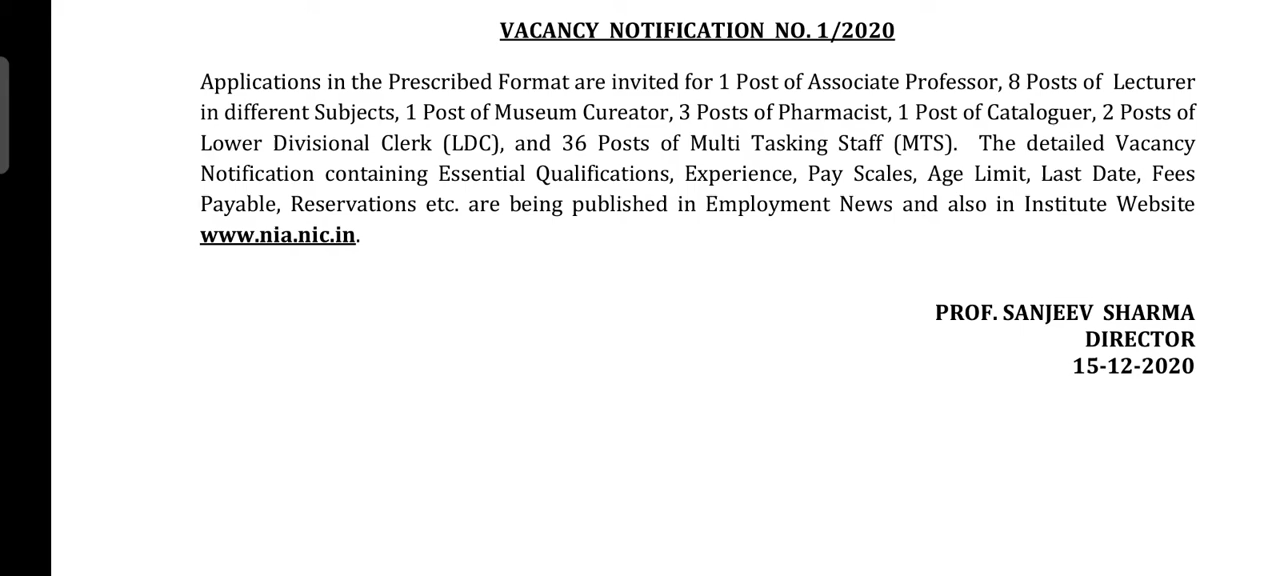 VACANCY NOTIFICATION NO. 1/2020
Applications in the Prescribed Format are invited for 1 Post of Associate Professor, 8 Posts of Lecturer
in different Subjects, 1 Post of Museum Cureator, 3 Posts of Pharmacist, 1 Post of Cataloguer, 2 Posts of
Lower Divisional Clerk (LDC), and 36 Posts of Multi Tasking Staff (MTS). The detailed Vacancy
Notification containing Essential Qualifications, Experience, Pay Scales, Age Limit, Last Date, Fees
Payable, Reservations etc. are being published in Employment News and also in Institute Website
www.nia.nic.in.
PROF. SANJEEV SHARMA
DIRECTOR
15-12-2020